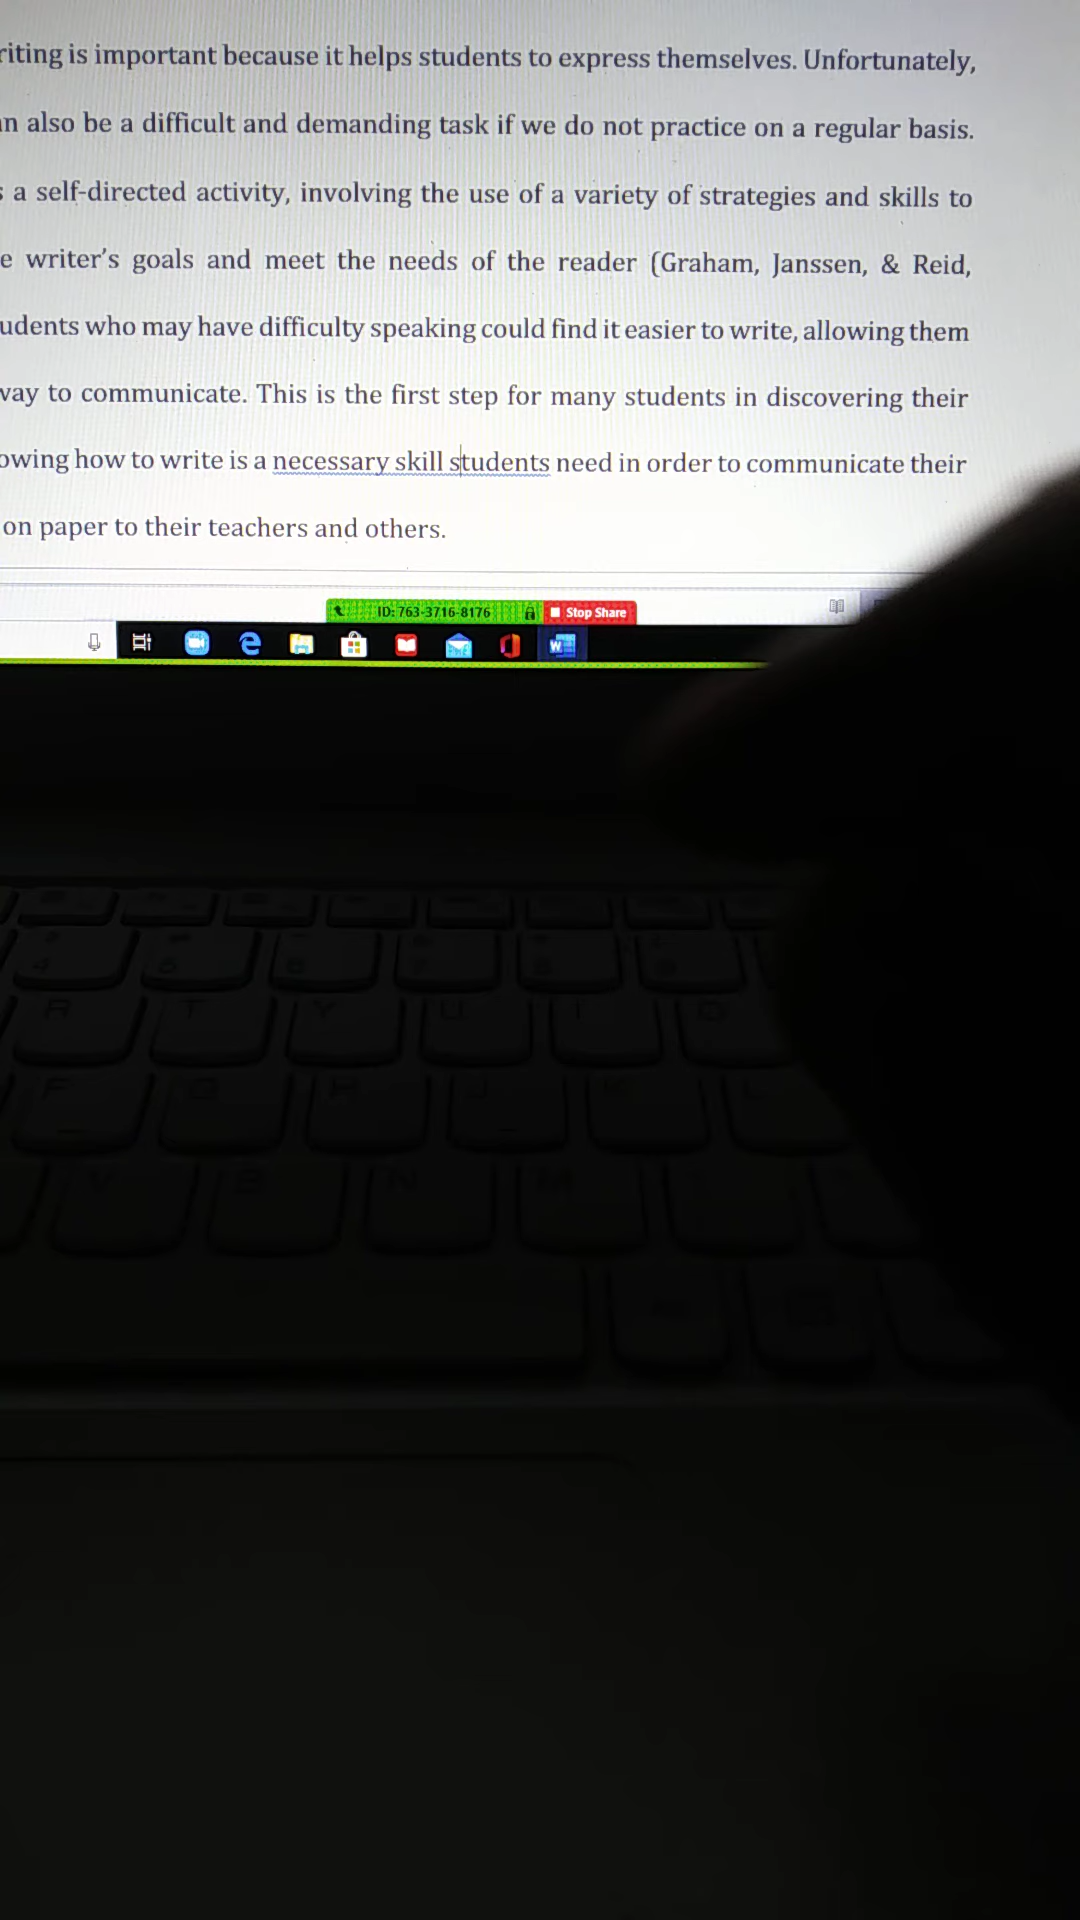 is important because it helps students to express themselves. Unfortunately,
also be a difficult and demanding task if we do not practice on a regular basis.
a self-directed activity, involving the use of a variety of strategies and skills to
writer's goals and meet the needs of the reader (Graham, Janssen, & Reid,
who may have difficulty speaking could find it easier to write, allowing them
to communicate. This is the first step for many students in discovering their
how to write is a necessary skill students need in order to communicate their
on paper to their teachers and others.
ID: 763-3716-8176 Stop Share
4
R T Y U I O
F G H J
V B N M